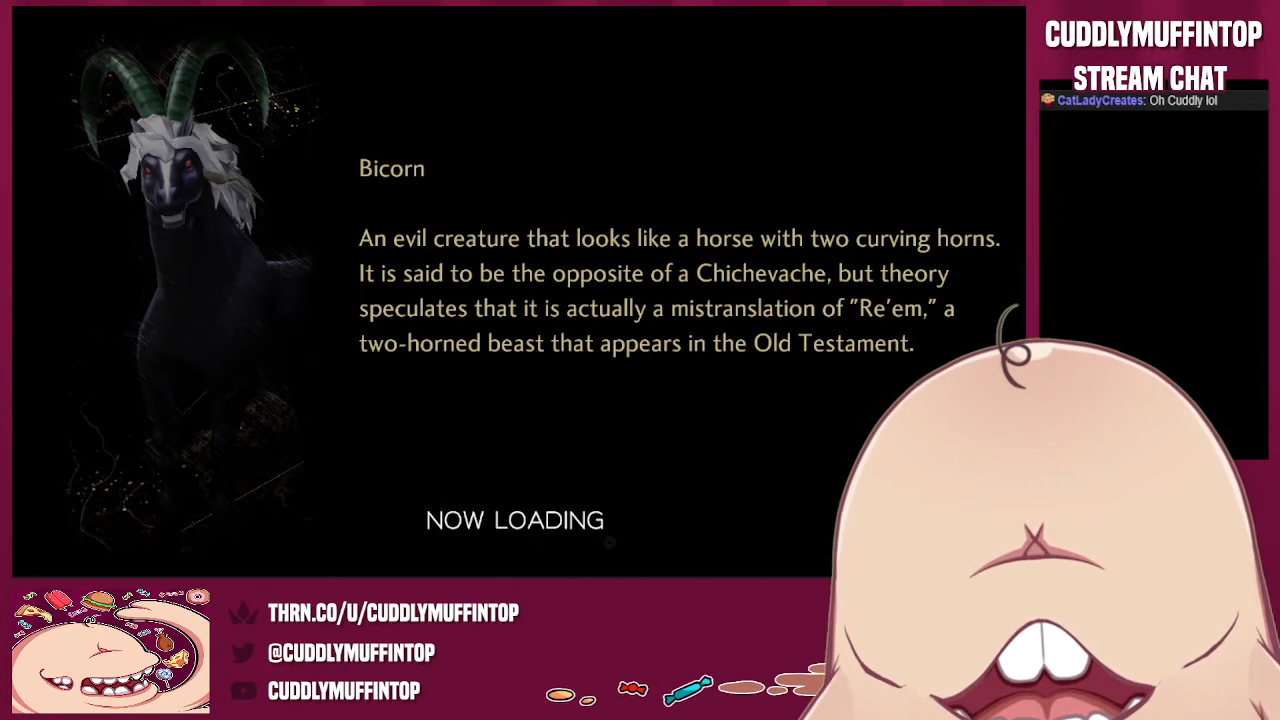 CUDDLYMUFFINTOP
STREAM CHAT
CatLadyCreates: Oh Cuddly lol
Bicorn
An evil creature that looks like a horse with two curving horns.
It is said to be the opposite of a Chichevache, but theory
speculates that it is actually a mistranslation of "Re'em," a
two-horned beast that appears in the Old Testament.
NOW LOADING
THRN.CO/U/CUDDLYMUFFINTOP
@CUDDLYMUFFINTOP
CUDDLYMUFFINTOP